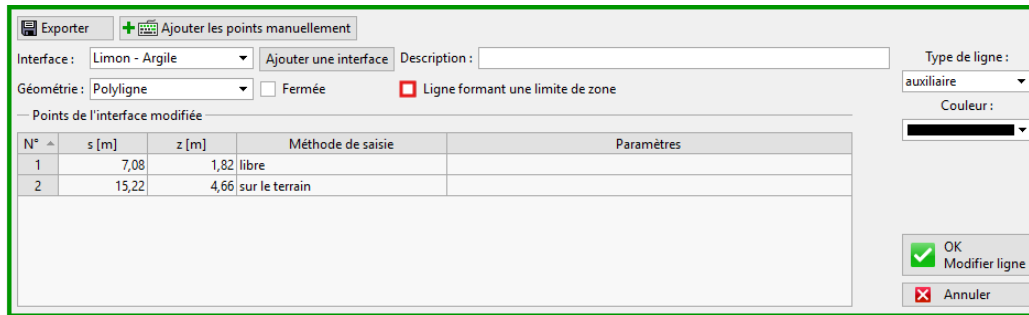 Exporter Ajouter les points manuellement
Interface : Limon - Argile Ajouter une interface Description : Type de ligne :
Géométrie : Polyligne Fermée Ligne formant une limite de zone auxiliaire
Couleur :
Points de l'interface modifiée
N° s [m] z [m] Méthode de saisie Paramètres
1 7,08 1,82 libre
2 15,22 4,66 sur le terrain
OK
Modifier ligne
Annuler